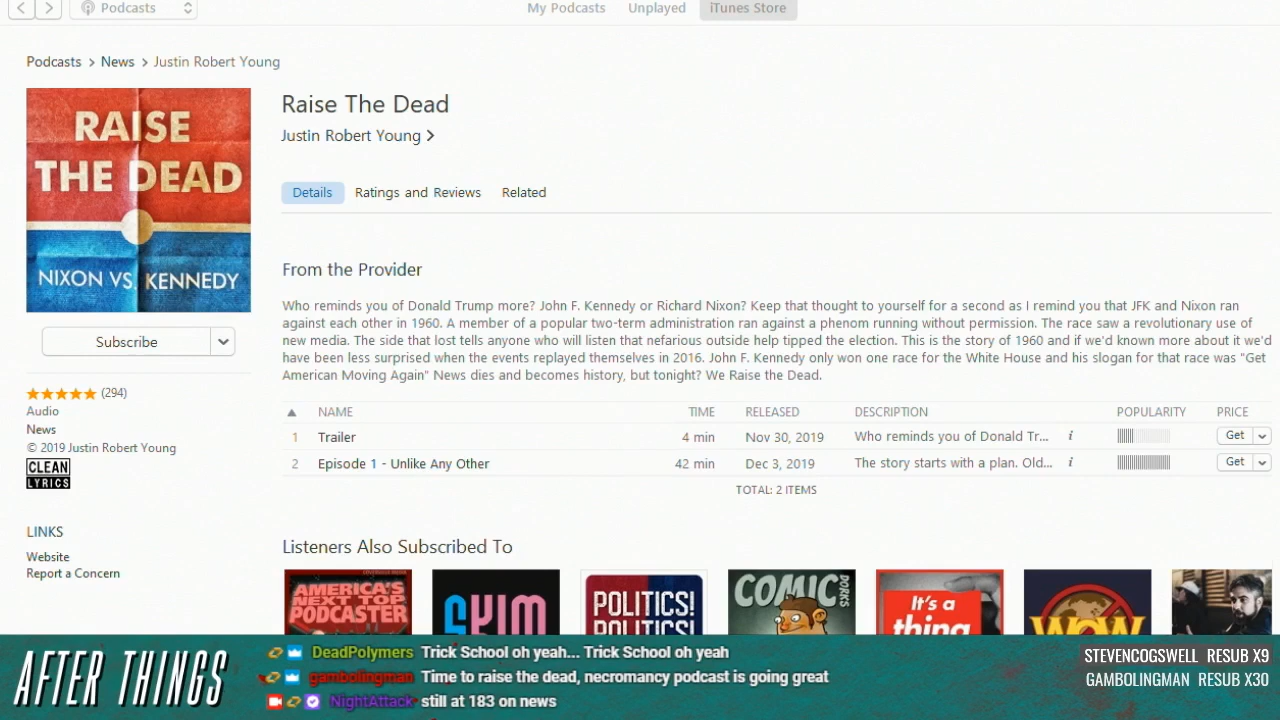 Podcasts
My Podcasts Unplayed iTunes Store
Podcasts > News > Justin Robert Young
RAISE
THE DEAD
NIXON VS. KENNEDY
Subscribe
(294)
Audio
News
© 2019 Justin Robert Young
CLEAN
LYRICS
LINKS
Website
Report a Concern
Raise The Dead
Justin Robert Young >
Details Ratings and Reviews Related
From the Provider
Who reminds you of Donald Trump more? John F. Kennedy or Richard Nixon? Keep that thought to yourself for a second as I remind you that JFK and Nixon ran
against each other in 1960. A member of a popular two-term administration ran against a phenom running without permission. The race saw a revolutionary use of
new media. The side that lost tells anyone who will listen that nefarious outside help tipped the election. This is the story of 1960 and if we'd known more about it we'd
have been less surprised when the events replayed themselves in 2016. John F. Kennedy only won one race for the White House and his slogan for that race was "Get
American Moving Again" News dies and becomes history, but tonight? We Raise the Dead.
NAME TIME RELEASED DESCRIPTION POPULARITY PRICE
1 Trailer 4 min Nov 30, 2019 Who reminds you of Donald Tr... i Get
2 Episode 1 - Unlike Any Other 42 min Dec 3, 2019 The story starts with a plan. Old... i Get
TOTAL: 2 ITEMS
Listeners Also Subscribed To
AMERICA'S
NEXT TOP
PODCASTER
SKIM
POLITICS!
POLITICS!
COMIC
DORKS
It's a
thing
WOW
AFTER THINGS
DeadPolymers Trick School oh yeah... Trick School oh yeah
gambolingman Time to raise the dead, necromancy podcast is going great
NightAttack still at 183 on news
STEVENCOGSWELL RESUB X9
GAMBOLINGMAN RESUB X30